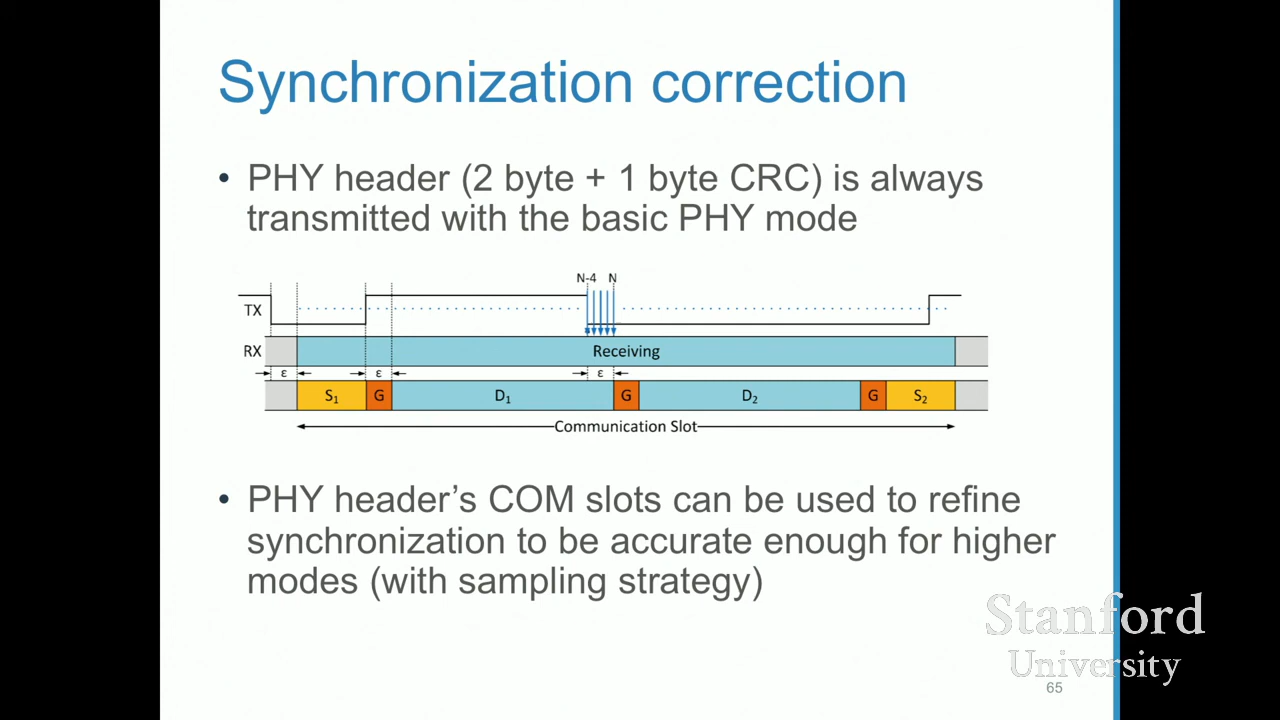 Synchronization correction
• PHY header (2 byte + 1 byte CRC) is always
transmitted with the basic PHY mode
N-4 N
TX
RX Receiving
ε ε ε
S₁ G D₁ G D₂ G S₂
Communication Slot
• PHY header’s COM slots can be used to refine
synchronization to be accurate enough for higher
modes (with sampling strategy)
Stanford
University
65